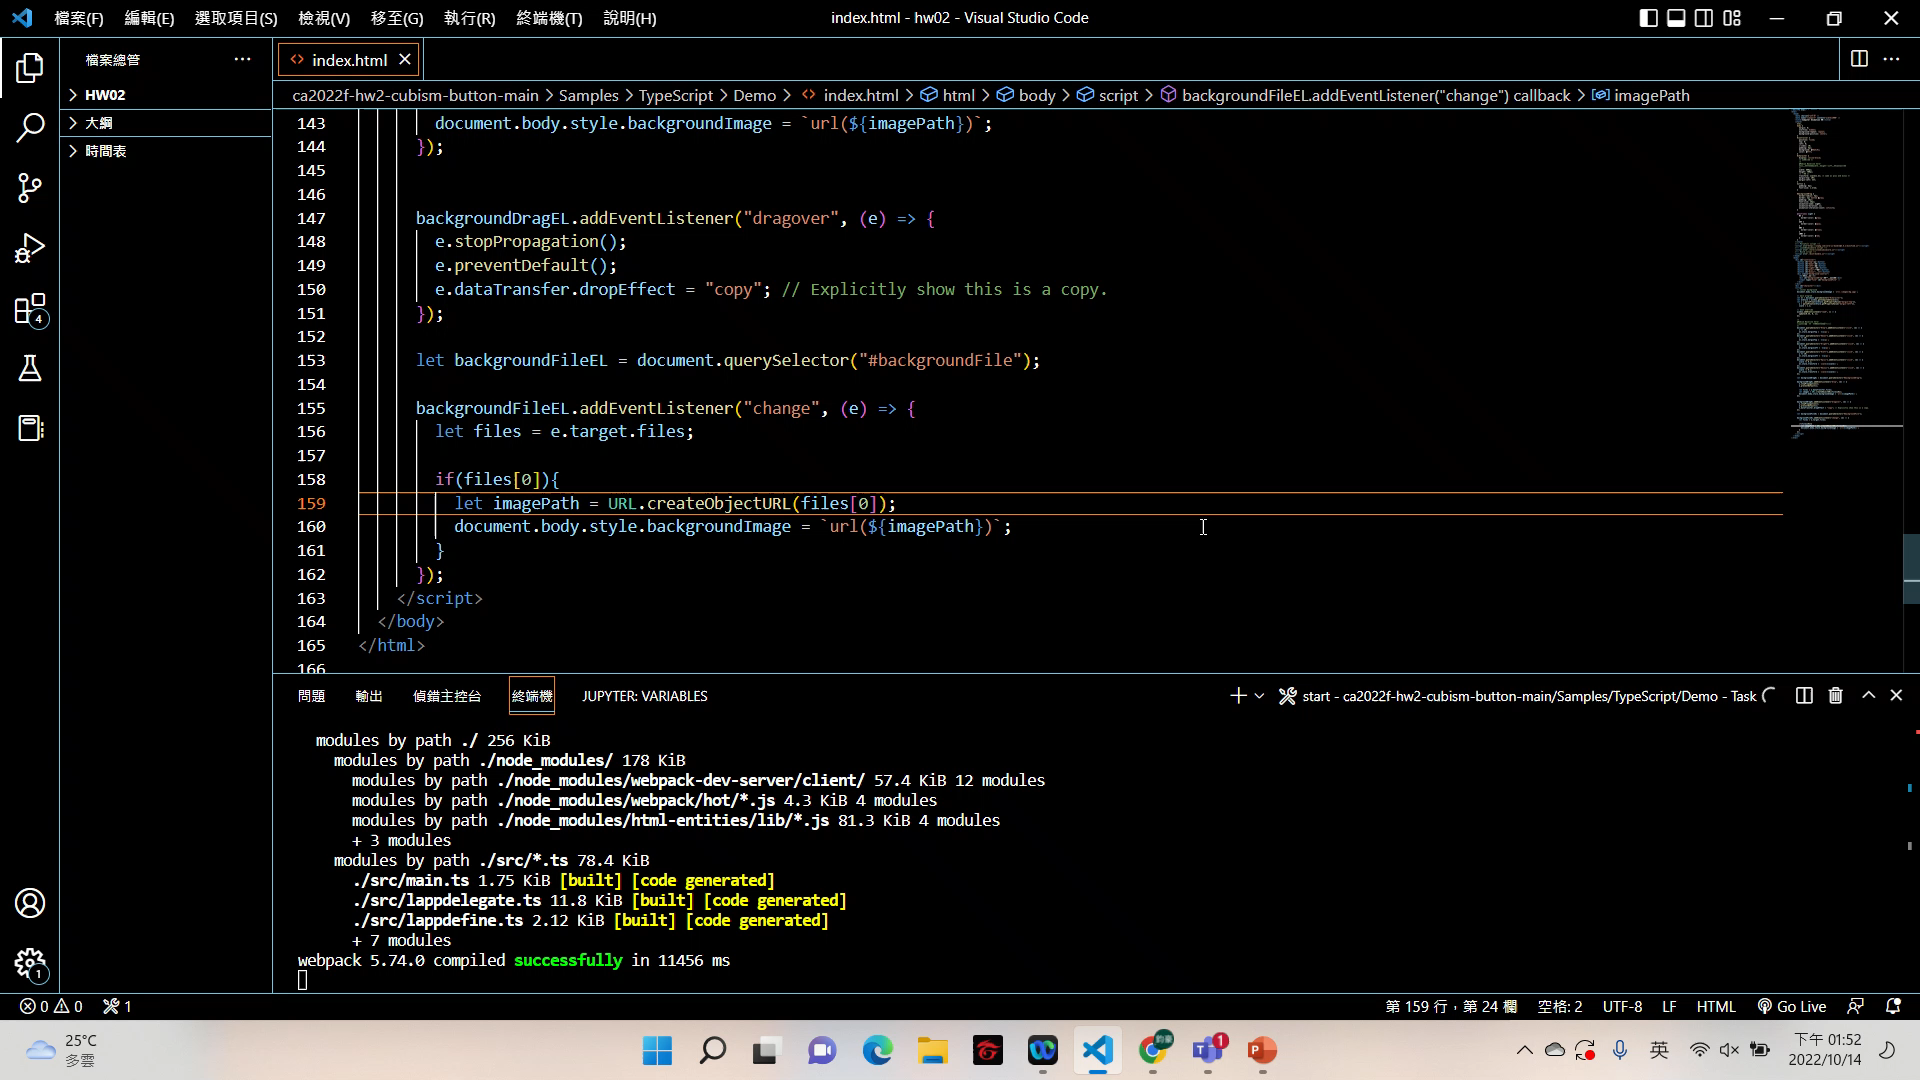 檔案(F) 編輯(E) 選取項目(S) 檢視(V) 移至(G) 執行(R) 終端機(T) 說明(H)
index.html - hw02 - Visual Studio Code
檔案總管
HW02
大綱
時間表
index.html
ca2022f-hw2-cubism-button-main > Samples > TypeScript > Demo > index.html > html > body > script > backgroundFileEL.addEventListener("change") callback > imagePath
143 document.body.style.backgroundImage = `url(${imagePath})`;
144 });
145
146
147 backgroundDragEL.addEventListener("dragover", (e) => {
148 e.stopPropagation();
149 e.preventDefault();
150 e.dataTransfer.dropEffect = "copy"; // Explicitly show this is a copy.
151 });
152
153 let backgroundFileEL = document.querySelector("#backgroundFile");
154
155 backgroundFileEL.addEventListener("change", (e) => {
156 let files = e.target.files;
157
158 if(files[0]){
159 let imagePath = URL.createObjectURL(files[0]);
160 document.body.style.backgroundImage = `url(${imagePath})`;
161 }
162 });
163 </script>
164 </body>
165 </html>
166
問題 輸出 偵錯主控台 終端機 JUPYTER: VARIABLES
start - ca2022f-hw2-cubism-button-main/Samples/TypeScript/Demo - Task
modules by path ./ 256 KiB
modules by path ./node_modules/ 178 KiB
modules by path ./node_modules/webpack-dev-server/client/ 57.4 KiB 12 modules
modules by path ./node_modules/webpack/hot/*.js 4.3 KiB 4 modules
modules by path ./node_modules/html-entities/lib/*.js 81.3 KiB 4 modules
+ 3 modules
modules by path ./src/*.ts 78.4 KiB
./src/main.ts 1.75 KiB [built] [code generated]
./src/lappdelegate.ts 11.8 KiB [built] [code generated]
./src/lappdefine.ts 2.12 KiB [built] [code generated]
+ 7 modules
webpack 5.74.0 compiled successfully in 11456 ms
4
1
0 0 1
第 159 行，第 24 欄 空格: 2 UTF-8 LF HTML Go Live
25°C
多雲
1
英
下午 01:52
2022/10/14